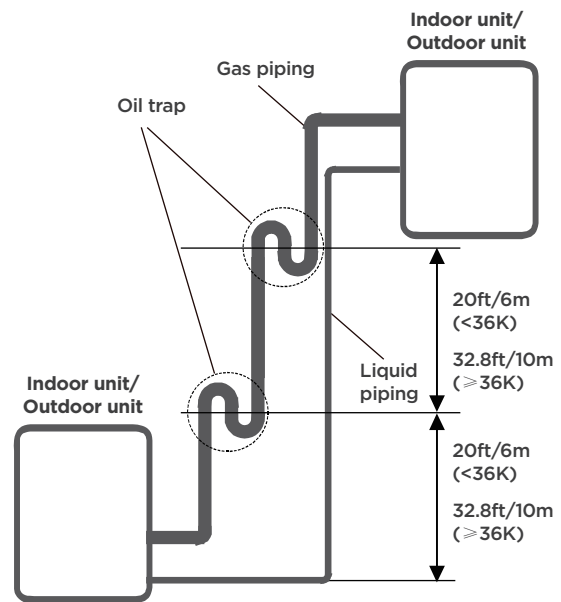 Indoor unit/
Outdoor unit
Gas piping
Oil trap
20ft/6m
(<36K)
32.8ft/10m
(≥36K)
Liquid
piping
Indoor unit/
Outdoor unit
20ft/6m
(<36K)
32.8ft/10m
(≥36K)